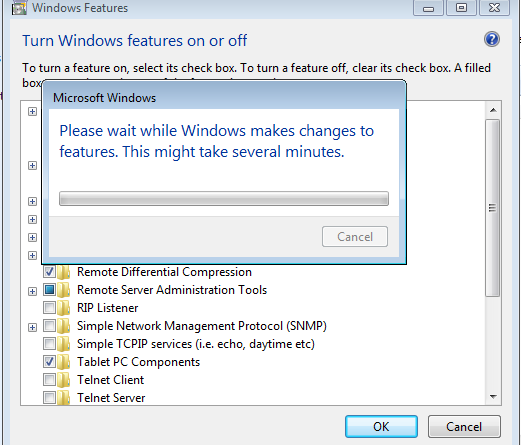 Windows Features
Turn Windows features on or off
To turn a feature on, select its check box. To turn a feature off, clear its check box. A filled
box
Microsoft Windows
Please wait while Windows makes changes to
features. This might take several minutes.
Cancel
Remote Differential Compression
Remote Server Administration Tools
RIP Listener
Simple Network Management Protocol (SNMP)
Simple TCPIP services (i.e. echo, daytime etc)
Tablet PC Components
Telnet Client
Telnet Server
OK
Cancel